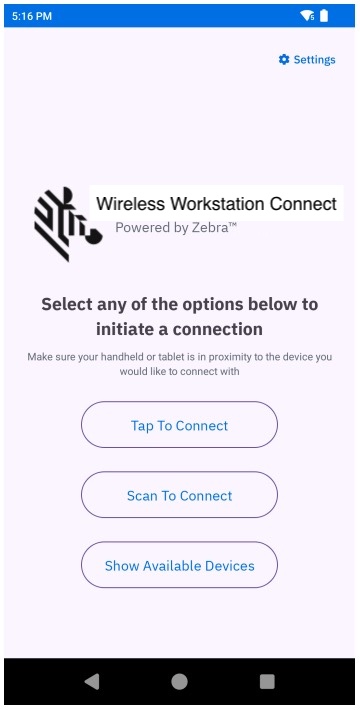 5:16 PM
Settings
Wireless Workstation Connect
Powered by Zebra™
Select any of the options below to
initiate a connection
Make sure your handheld or tablet is in proximity to the device you
would like to connect with
Tap To Connect
Scan To Connect
Show Available Devices